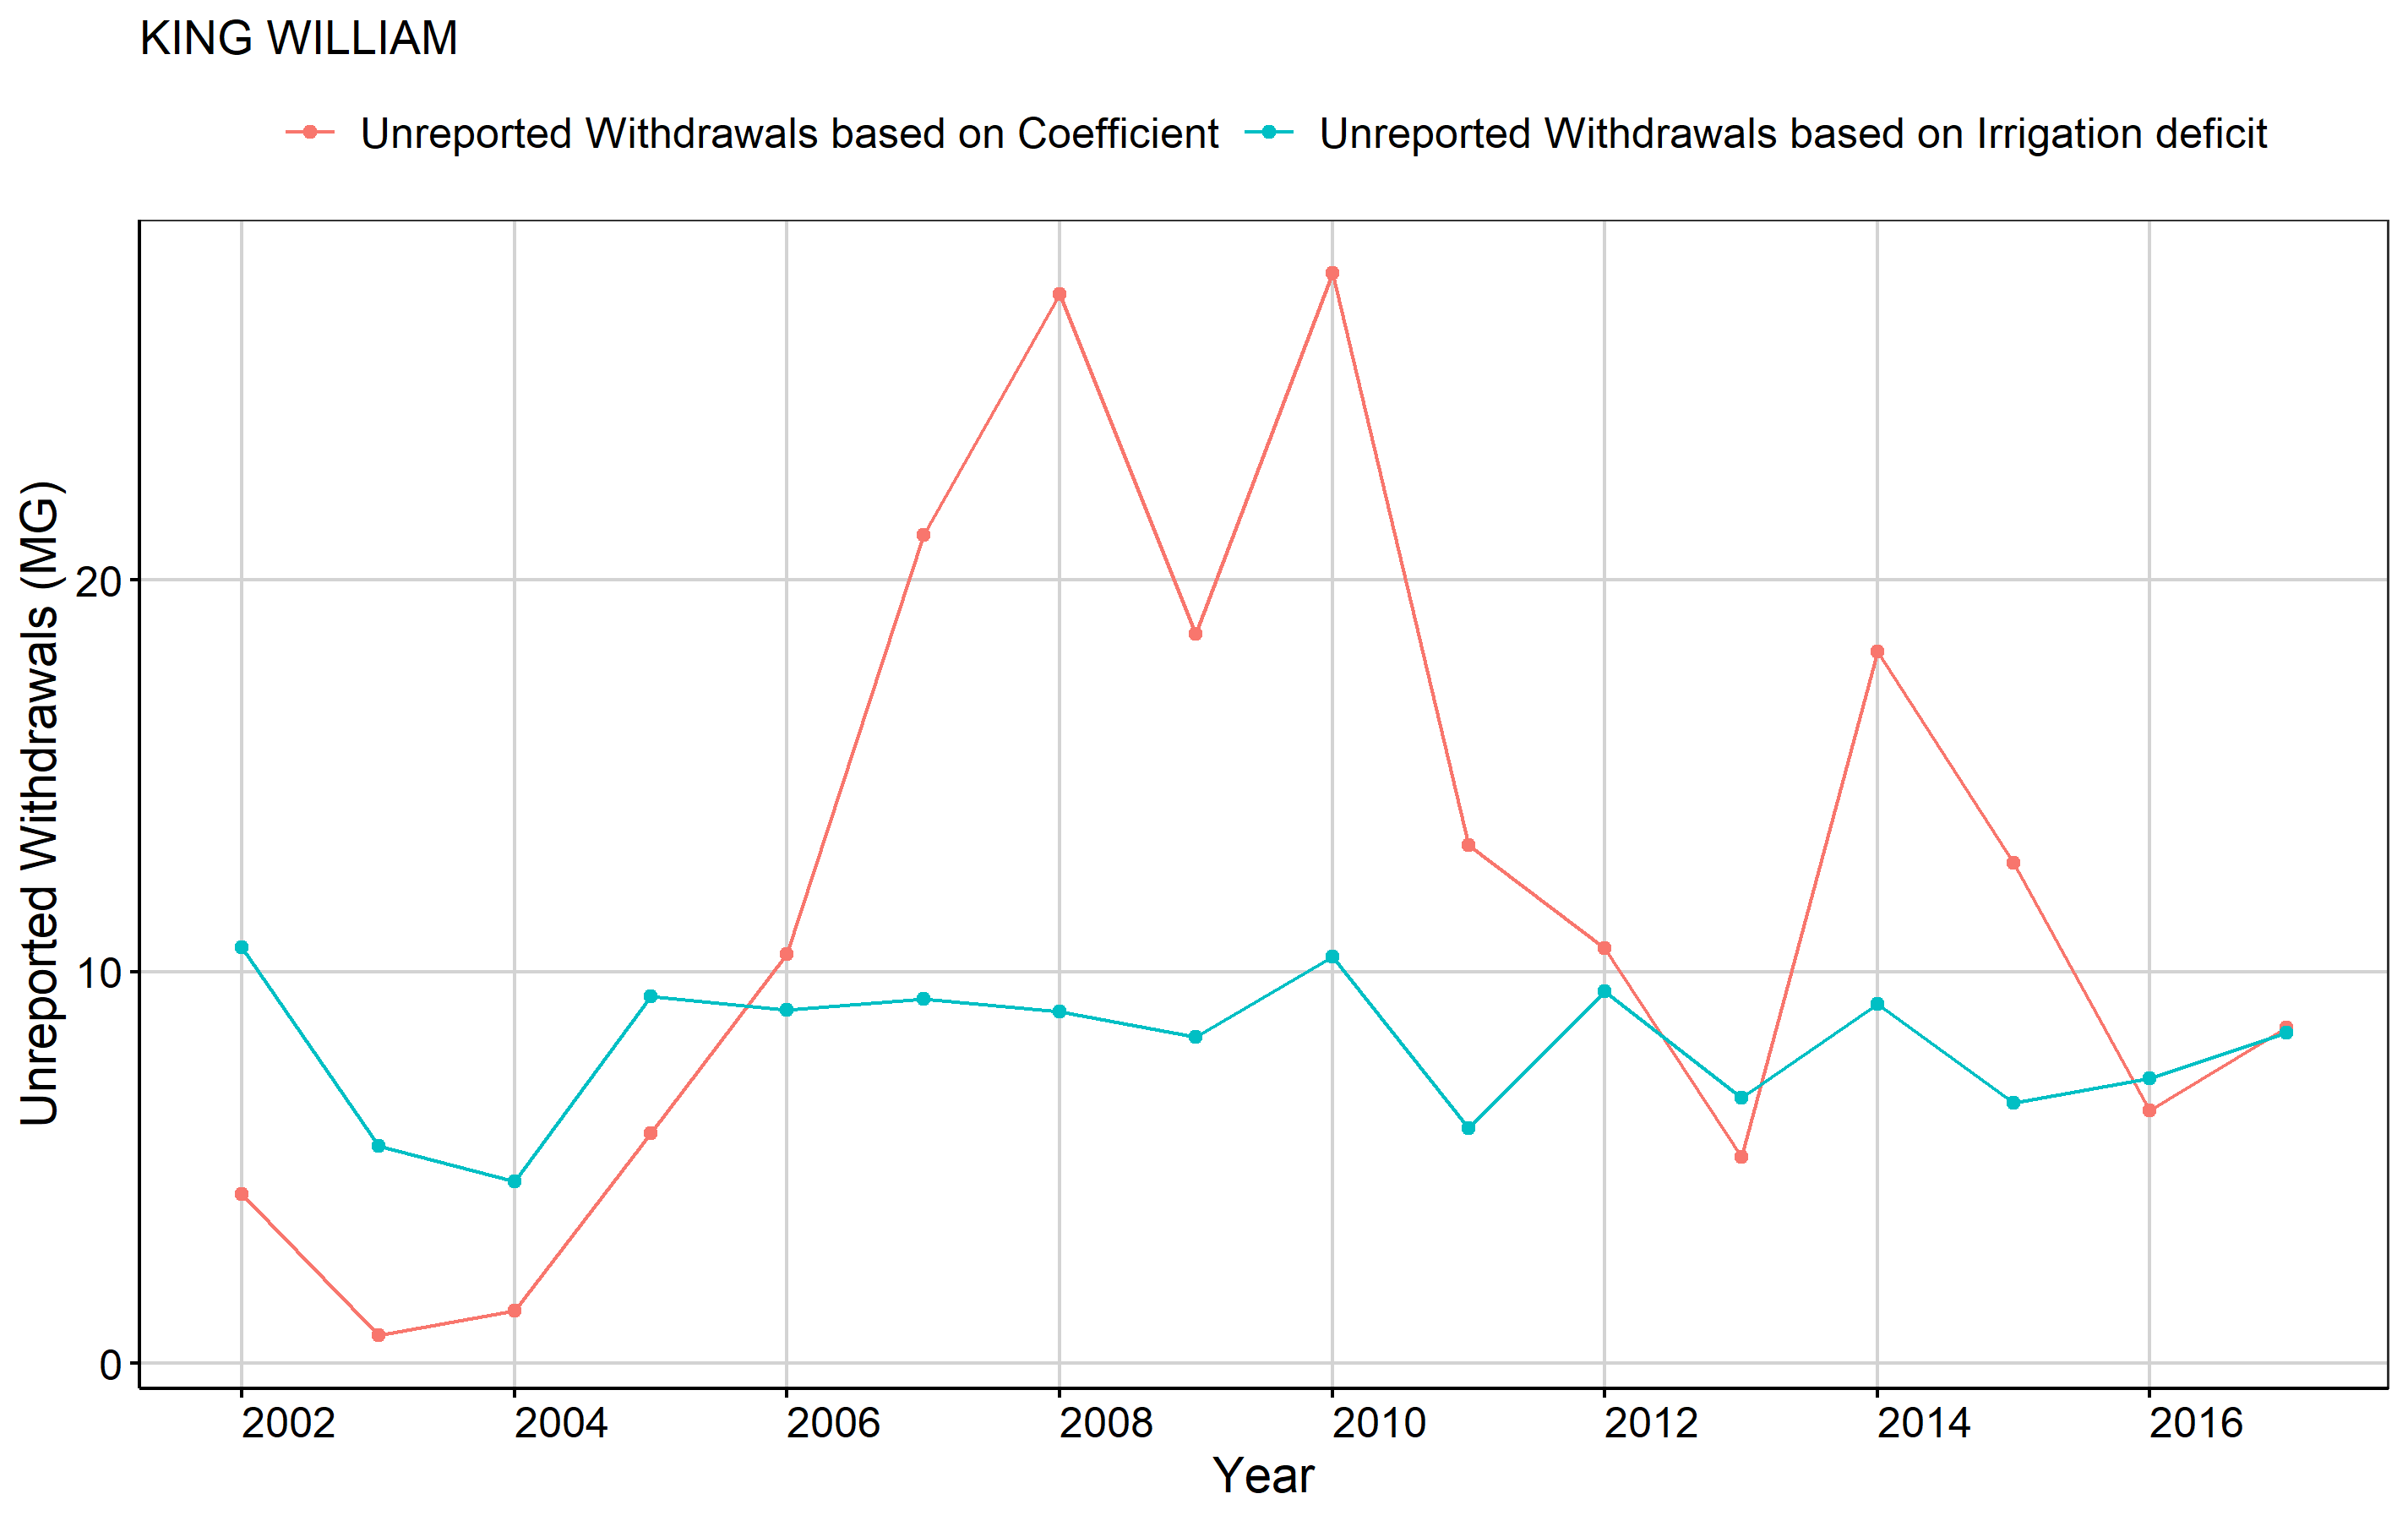 KING WILLIAM
Unreported Withdrawals based on Coefficient Unreported Withdrawals based on Irrigation deficit
Unreported Withdrawals (MG)
20
10
0
2002 2004 2006 2008 2010 2012 2014 2016
Year